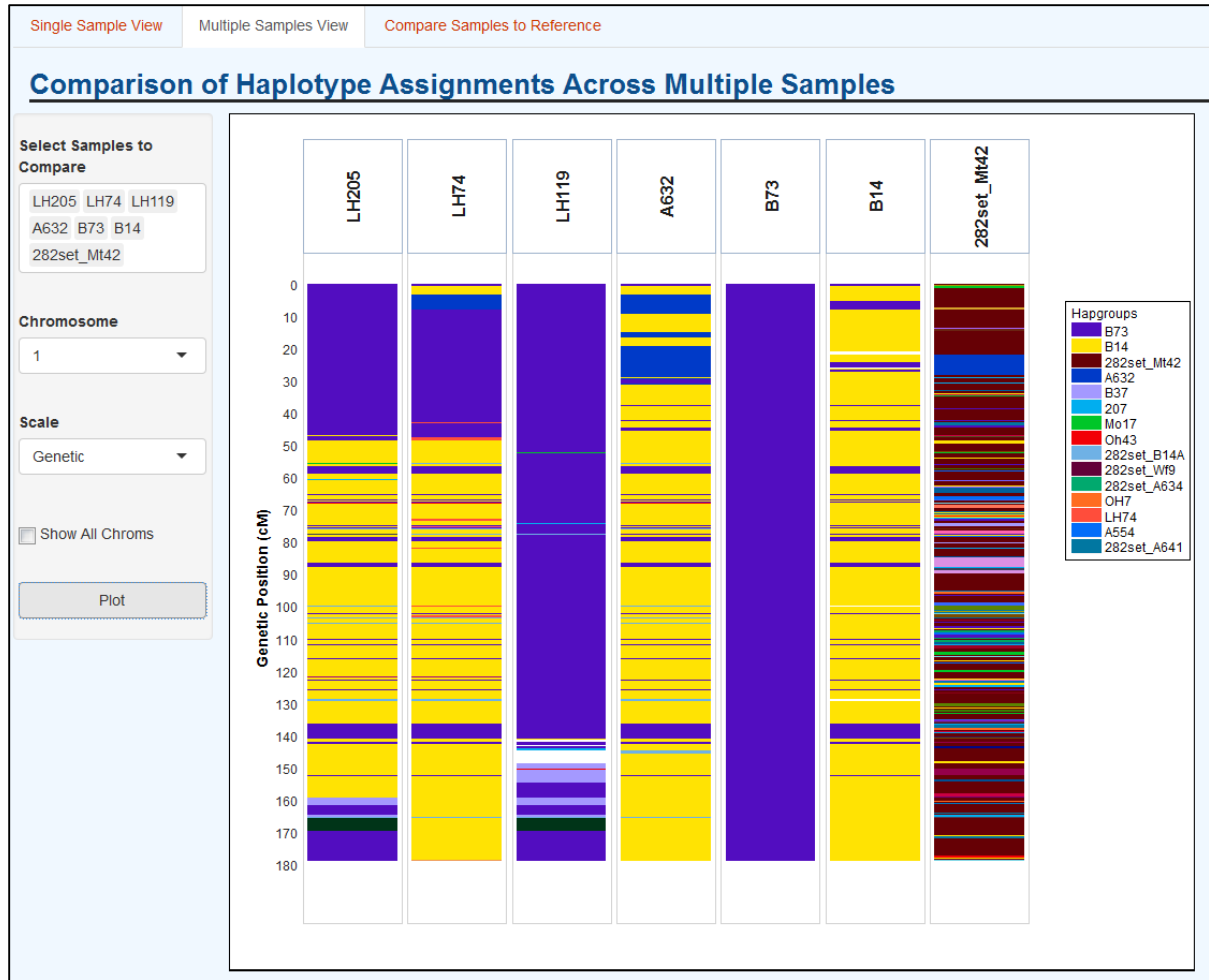 Single Sample View
Multiple Samples View
Compare Samples to Reference
Comparison of Haplotype Assignments Across Multiple Samples
Select Samples to
Compare
LH205 LH74 LH119
A632 B73 B14
282set_Mt42
Chromosome
1
Scale
Genetic
Show All Chroms
Plot
LH205
LH74
LH119
A632
B73
B14
282set_Mt42
Genetic Position (cM)
0
10
20
30
40
50
60
70
80
90
100
110
120
130
140
150
160
170
180
Hapgroups
B73
B14
282set_Mt42
A632
B37
207
Mo17
Oh43
282set_B14A
282set_Wf9
282set_A634
OH7
LH74
A554
282set_A641